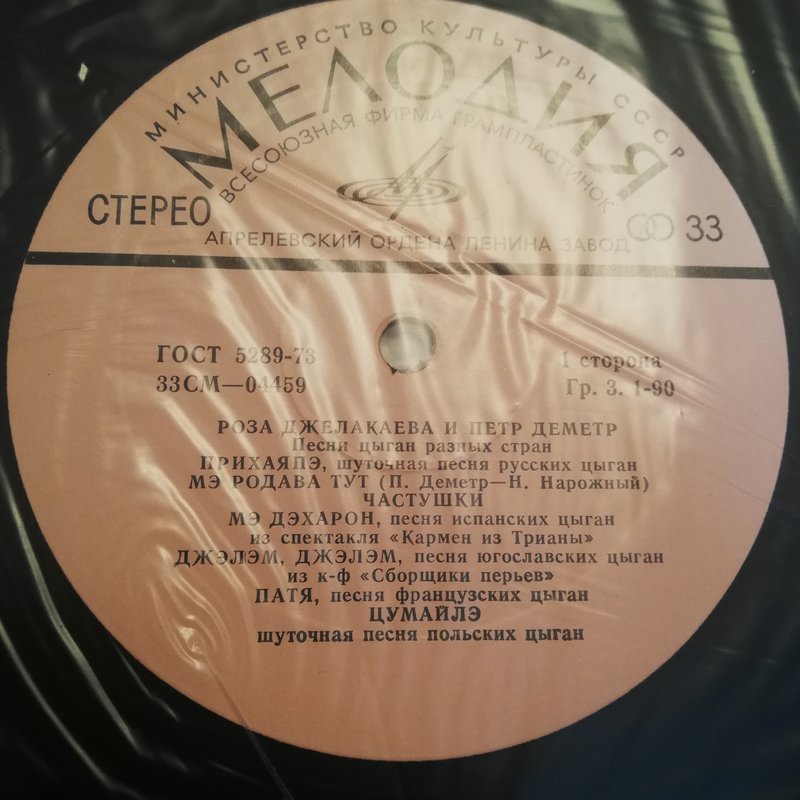 МИНИСТЕРСТВО КУЛЬТУРЫ СССР
МЕЛОДИЯ
ВСЕСОЮЗНАЯ ФИРМА ГРАМПЛАСТИНОК
СТЕРЕО
33
АПРЕЛЕВСКИЙ ОРДЕНА ЛЕНИНА ЗАВОД
ГОСТ 5289-73
1 сторона
33СМ—04459
Гр. 3. 1-90
РОЗА ДЖЕЛАКАЕВА И ПЕТР ДЕМЕТР
Песни цыган разных стран
ПРИХАЯПЭ, шуточная песня русских цыган
МЭ РОДАВА ТУТ (П. Деметр—Н. Нарожный)
ЧАСТУШКИ
МЭ ДЭХАРОН, песня испанских цыган
из спектакля «Кармен из Трианы»
ДЖЭЛЭМ, ДЖЭЛЭМ, песня югославских цыган
из к-ф «Сборщики перьев»
ПАТЯ, песня французских цыган
ЦУМАЙЛЭ
шуточная песня польских цыган